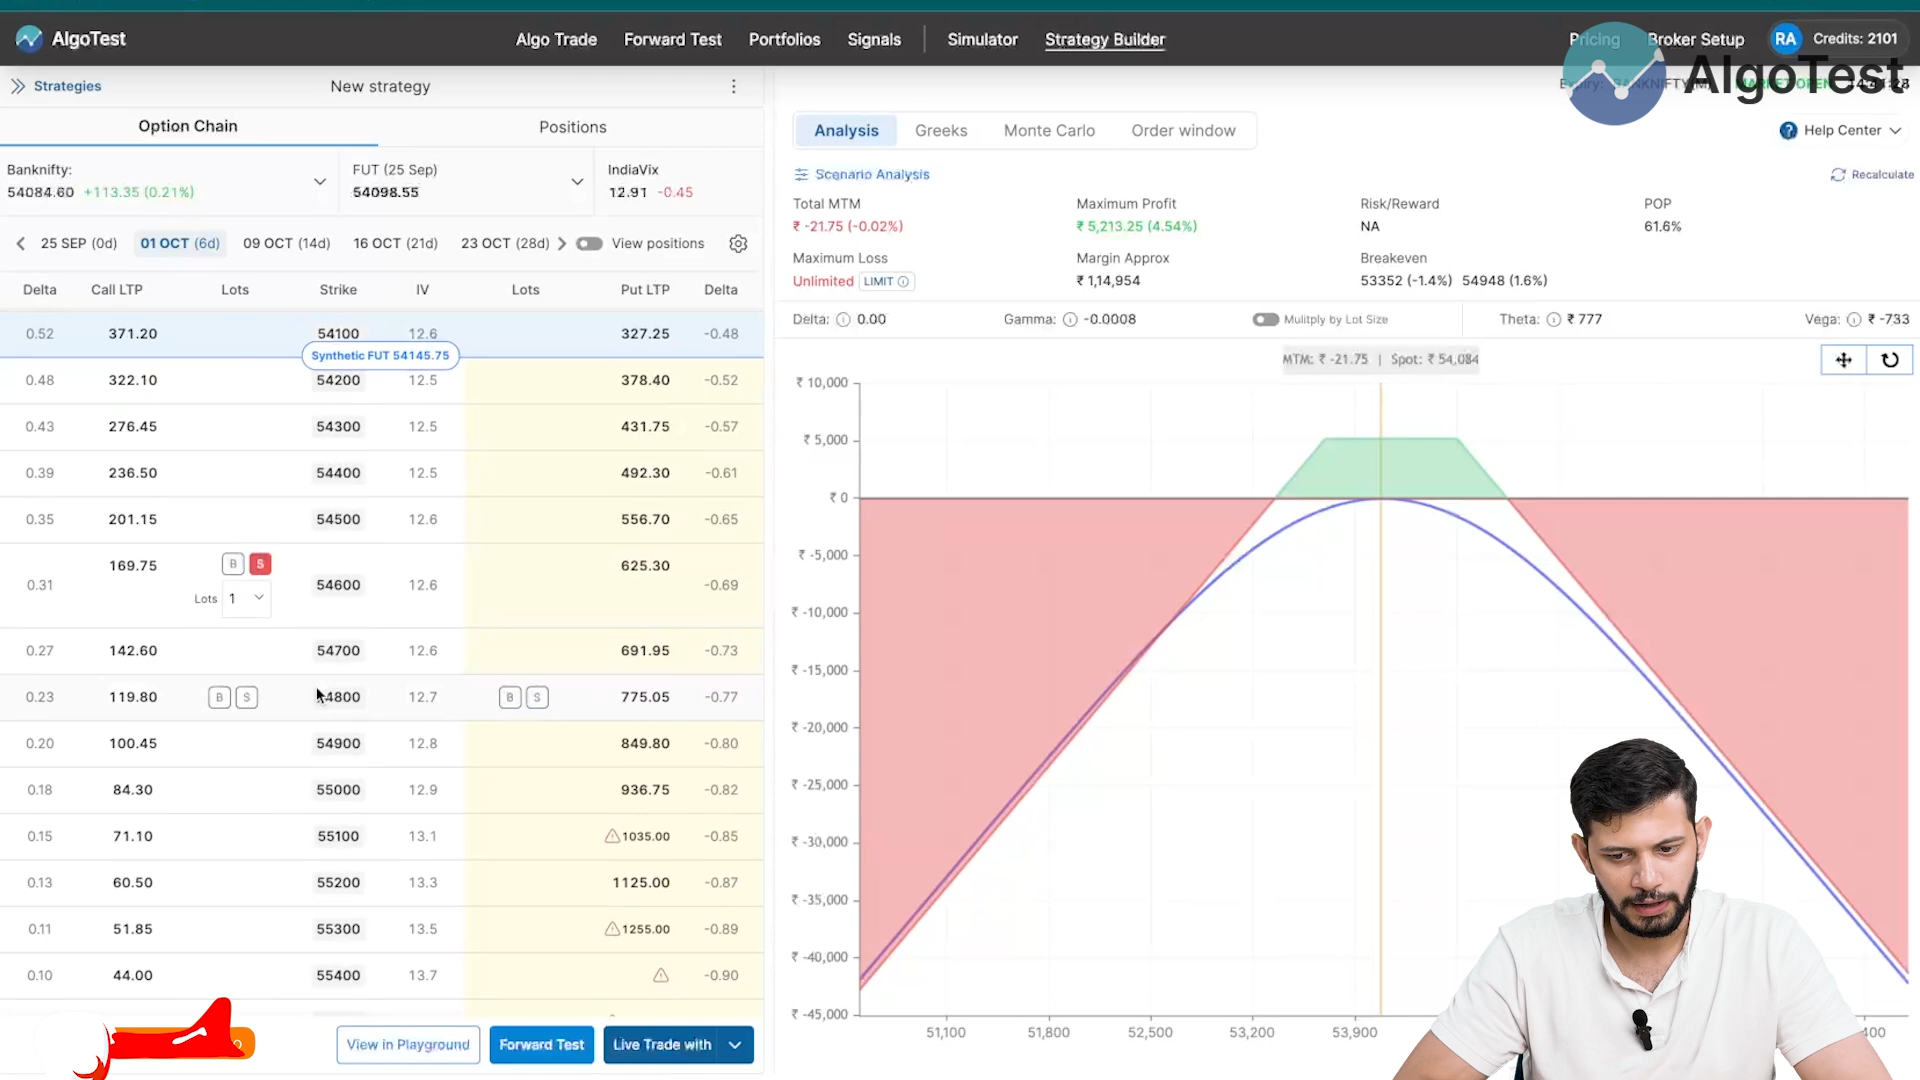 AlgoTest
Algo Trade
Forward Test
Portfolios
Signals
Simulator
Strategy Builder
Pricing
Broker Setup
RA
Credits: 2101
AlgoTest
Strategies
New strategy
Option Chain
Positions
Banknifty:
54084.60 +113.35 (0.21%)
FUT (25 Sep)
54098.55
IndiaVix
12.91 -0.45
25 SEP (0d)
01 OCT (6d)
09 OCT (14d)
16 OCT (21d)
23 OCT (28d)
View positions
Delta Call LTP Lots Strike IV Lots Put LTP Delta
0.52 371.20 54100 12.6 327.25 -0.48
Synthetic FUT 54145.75
0.48 322.10 54200 12.5 378.40 -0.52
0.43 276.45 54300 12.5 431.75 -0.57
0.39 236.50 54400 12.5 492.30 -0.61
0.35 201.15 54500 12.6 556.70 -0.65
0.31 169.75 B S 54600 12.6 625.30 -0.69
Lots 1
0.27 142.60 54700 12.6 691.95 -0.73
0.23 119.80 B S 4800 12.7 B S 775.05 -0.77
0.20 100.45 54900 12.8 849.80 -0.80
0.18 84.30 55000 12.9 936.75 -0.82
0.15 71.10 55100 13.1 1035.00 -0.85
0.13 60.50 55200 13.3 1125.00 -0.87
0.11 51.85 55300 13.5 1255.00 -0.89
0.10 44.00 55400 13.7 -0.90
View in Playground
Forward Test
Live Trade with
Analysis
Greeks
Monte Carlo
Order window
Help Center
Scenario Analysis
Recalculate
Total MTM
₹ -21.75 (-0.02%)
Maximum Profit
₹ 5,213.25 (4.54%)
Risk/Reward
NA
POP
61.6%
Maximum Loss
Unlimited LIMIT
Margin Approx
₹ 1,14,954
Breakeven
53352 (-1.4%) 54948 (1.6%)
Delta: 0.00
Gamma: -0.0008
Mulitply by Lot Size
Theta: ₹ 777
Vega: ₹ -733
MTM: ₹ -21.75 | Spot: ₹ 54,084
₹ 10,000
₹ 5,000
₹ 0
₹ -5,000
₹ -10,000
₹ -15,000
₹ -20,000
₹ -25,000
₹ -30,000
₹ -35,000
₹ -40,000
₹ -45,000
51,100
51,800
52,500
53,200
53,900